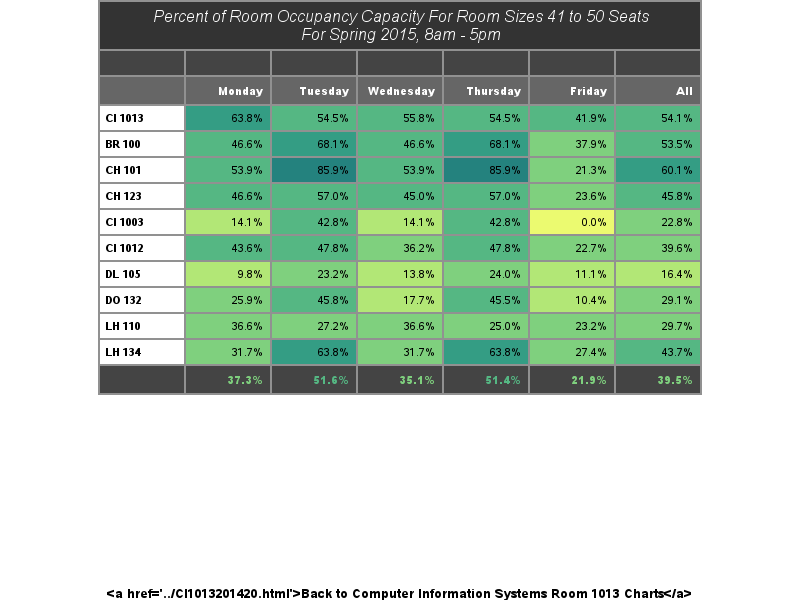 Percent of Room Occupancy Capacity For Room Sizes 41 to 50 Seats
For Spring 2015, 8am - 5pm
Monday Tuesday Wednesday Thursday Friday All
CI 1013 63.8% 54.5% 55.8% 54.5% 41.9% 54.1%
BR 100 46.6% 68.1% 46.6% 68.1% 37.9% 53.5%
CH 101 53.9% 85.9% 53.9% 85.9% 21.3% 60.1%
CH 123 46.6% 57.0% 45.0% 57.0% 23.6% 45.8%
CI 1003 14.1% 42.8% 14.1% 42.8% 0.0% 22.8%
CI 1012 43.6% 47.8% 36.2% 47.8% 22.7% 39.6%
DL 105 9.8% 23.2% 13.8% 24.0% 11.1% 16.4%
DO 132 25.9% 45.8% 17.7% 45.5% 10.4% 29.1%
LH 110 36.6% 27.2% 36.6% 25.0% 23.2% 29.7%
LH 134 31.7% 63.8% 31.7% 63.8% 27.4% 43.7%
37.3% 51.6% 35.1% 51.4% 21.9% 39.5%
<a href='../CI1013201420.html'>Back to Computer Information Systems Room 1013 Charts</a>